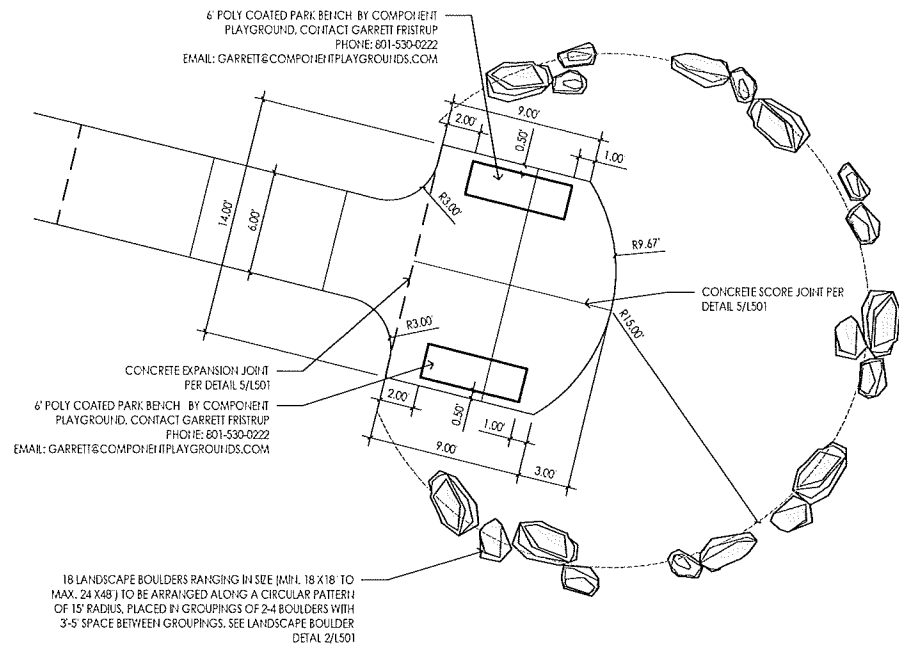 6' POLY COATED PARK BENCH BY COMPONENT
PLAYGROUND, CONTACT GARRETT FRISTRUP
PHONE: 801-530-0222
EMAIL: GARRETT@COMPONENTPLAYGROUNDS.COM
9.00'
2.00'
0.50'
1.00'
14.00'
6.00'
R3.00'
R9.67'
CONCRETE SCORE JOINT PER
DETAIL 5/L501
R15.00'
R3.00'
CONCRETE EXPANSION JOINT
PER DETAIL 5/L501
6' POLY COATED PARK BENCH BY COMPONENT
PLAYGROUND, CONTACT GARRETT FRISTRUP
PHONE: 801-530-0222
EMAIL: GARRETT@COMPONENTPLAYGROUNDS.COM
2.00'
0.50'
1.00'
9.00'
3.00'
18 LANDSCAPE BOULDERS RANGING IN SIZE (MIN. 18 X18' TO
MAX. 24 X48') TO BE ARRANGED ALONG A CIRCULAR PATTERN
OF 15' RADIUS, PLACED IN GROUPINGS OF 2-4 BOULDERS WITH
3'-5' SPACE BETWEEN GROUPINGS. SEE LANDSCAPE BOULDER
DETAL 2/L501